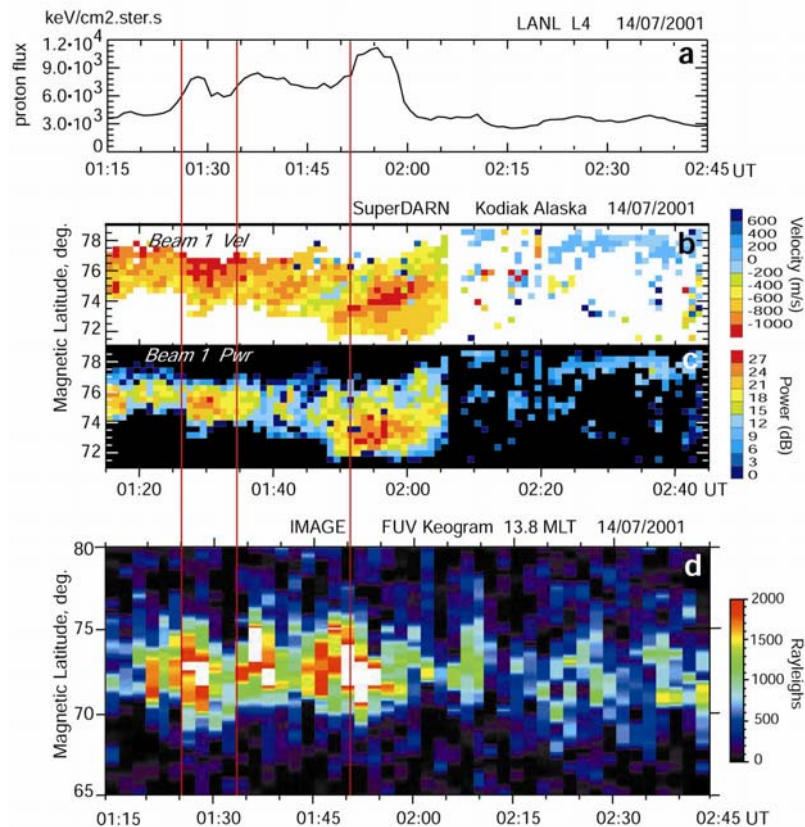 keV/cm2.ster.s LANL L4 14/07/2001
proton flux
1.2•10⁴
9.0•10³
6.0•10³
3.0•10³
0
a
01:15 01:30 01:45 02:00 02:15 02:30 02:45 UT
SuperDARN Kodiak Alaska 14/07/2001
Magnetic Latitude, deg.
78
76
74
72
Beam 1 Vel
b
600
400
200
0
-200
-400
-600
-800
-1000
Velocity (m/s)
78
76
74
72
Beam 1 Pwr
c
27
24
21
18
15
12
9
6
3
0
Power (dB)
01:20 01:40 02:00 02:20 02:40 UT
IMAGE FUV Keogram 13.8 MLT 14/07/2001
Magnetic Latitude, deg.
80
75
70
65
d
2000
1500
1000
500
0
Rayleighs
01:15 01:30 01:45 02:00 02:15 02:30 02:45 UT